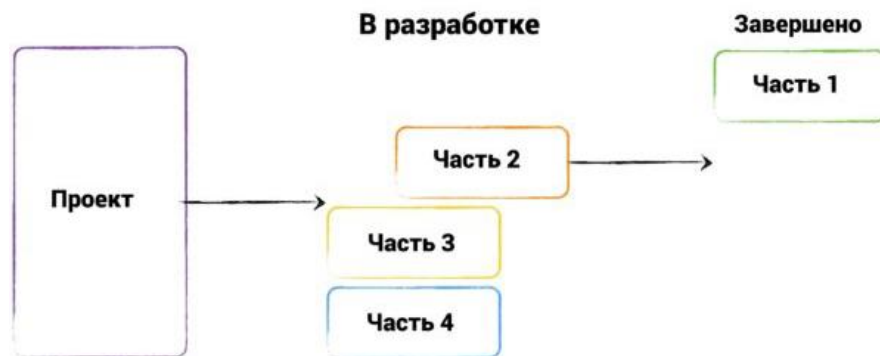 В разработке
Завершено
Часть 1
Часть 2
Проект
Часть 3
Часть 4